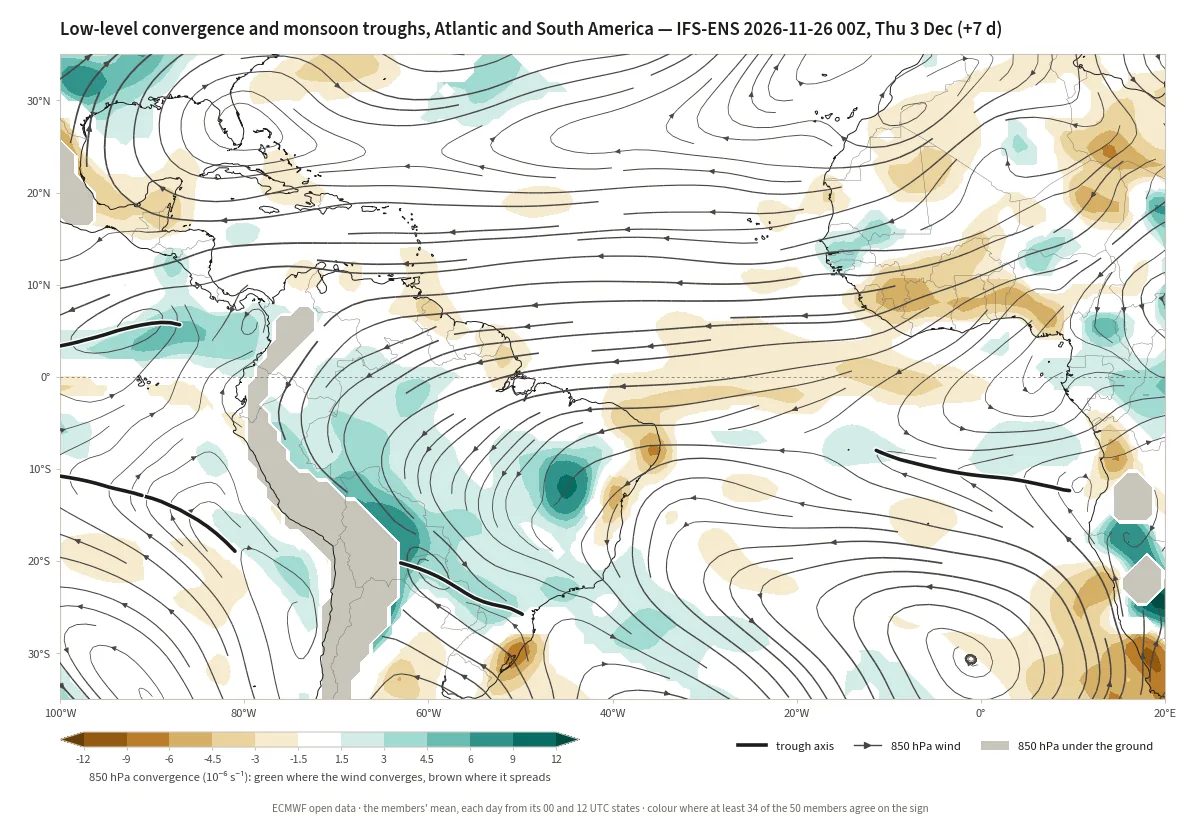 Low-level convergence and monsoon troughs, Atlantic and South America — IFS-ENS 2026-11-26 00Z, Thu 3 Dec (+7 d)
30°N
20°N
10°N
0°
10°S
20°S
30°S
100°W 80°W 60°W 40°W 20°W 0° 20°E
-12 -9 -6 -4.5 -3 -1.5 1.5 3 4.5 6 9 12
850 hPa convergence (10⁻⁶ s⁻¹): green where the wind converges, brown where it spreads
trough axis 850 hPa wind 850 hPa under the ground
ECMWF open data · the members' mean, each day from its 00 and 12 UTC states · colour where at least 34 of the 50 members agree on the sign